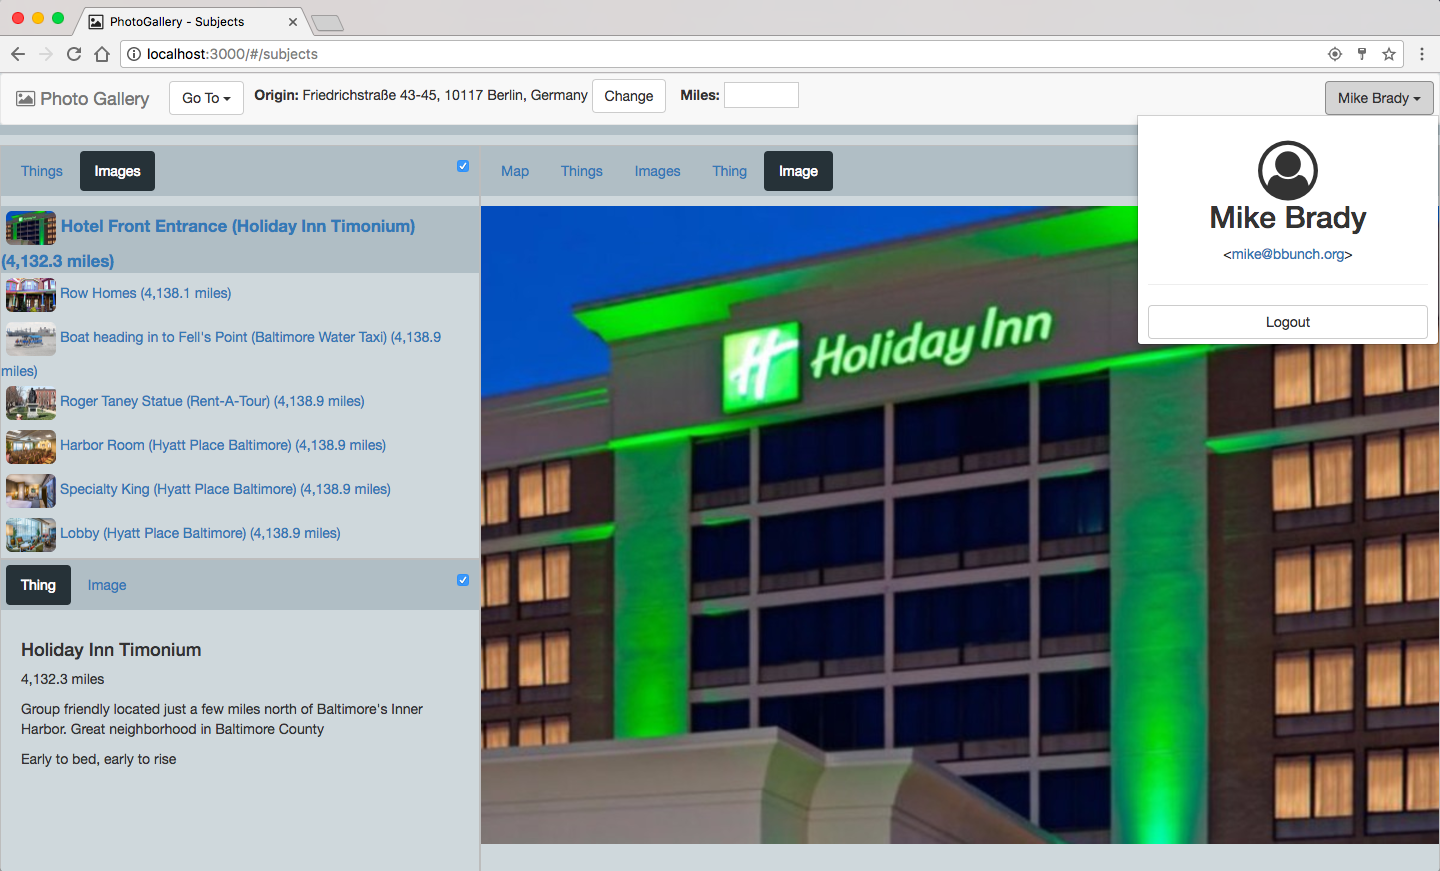 PhotoGallery - Subjects
localhost:3000/#/subjects
Photo Gallery Go To Origin: Friedrichstraße 43-45, 10117 Berlin, Germany Change Miles: Mike Brady
Mike Brady
<mike@bbunch.org>
Logout
Things Images
Hotel Front Entrance (Holiday Inn Timonium)
(4,132.3 miles)
Row Homes (4,138.1 miles)
Boat heading in to Fell's Point (Baltimore Water Taxi) (4,138.9
miles)
Roger Taney Statue (Rent-A-Tour) (4,138.9 miles)
Harbor Room (Hyatt Place Baltimore) (4,138.9 miles)
Specialty King (Hyatt Place Baltimore) (4,138.9 miles)
Lobby (Hyatt Place Baltimore) (4,138.9 miles)
Thing Image
Holiday Inn Timonium
4,132.3 miles
Group friendly located just a few miles north of Baltimore's Inner
Harbor. Great neighborhood in Baltimore County
Early to bed, early to rise
Map Things Images Thing Image
H Holiday Inn